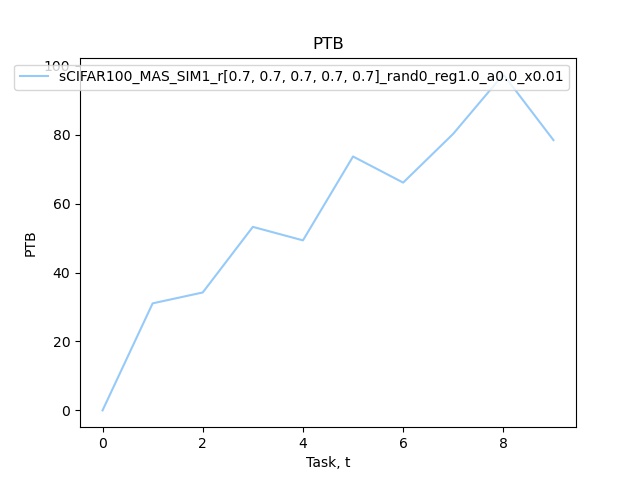 PTB
100
sCIFAR100_MAS_SIM1_r[0.7, 0.7, 0.7, 0.7, 0.7]_rand0_reg1.0_a0.0_x0.01
80
60
40
20
0
PTB
0 2 4 6 8
Task, t